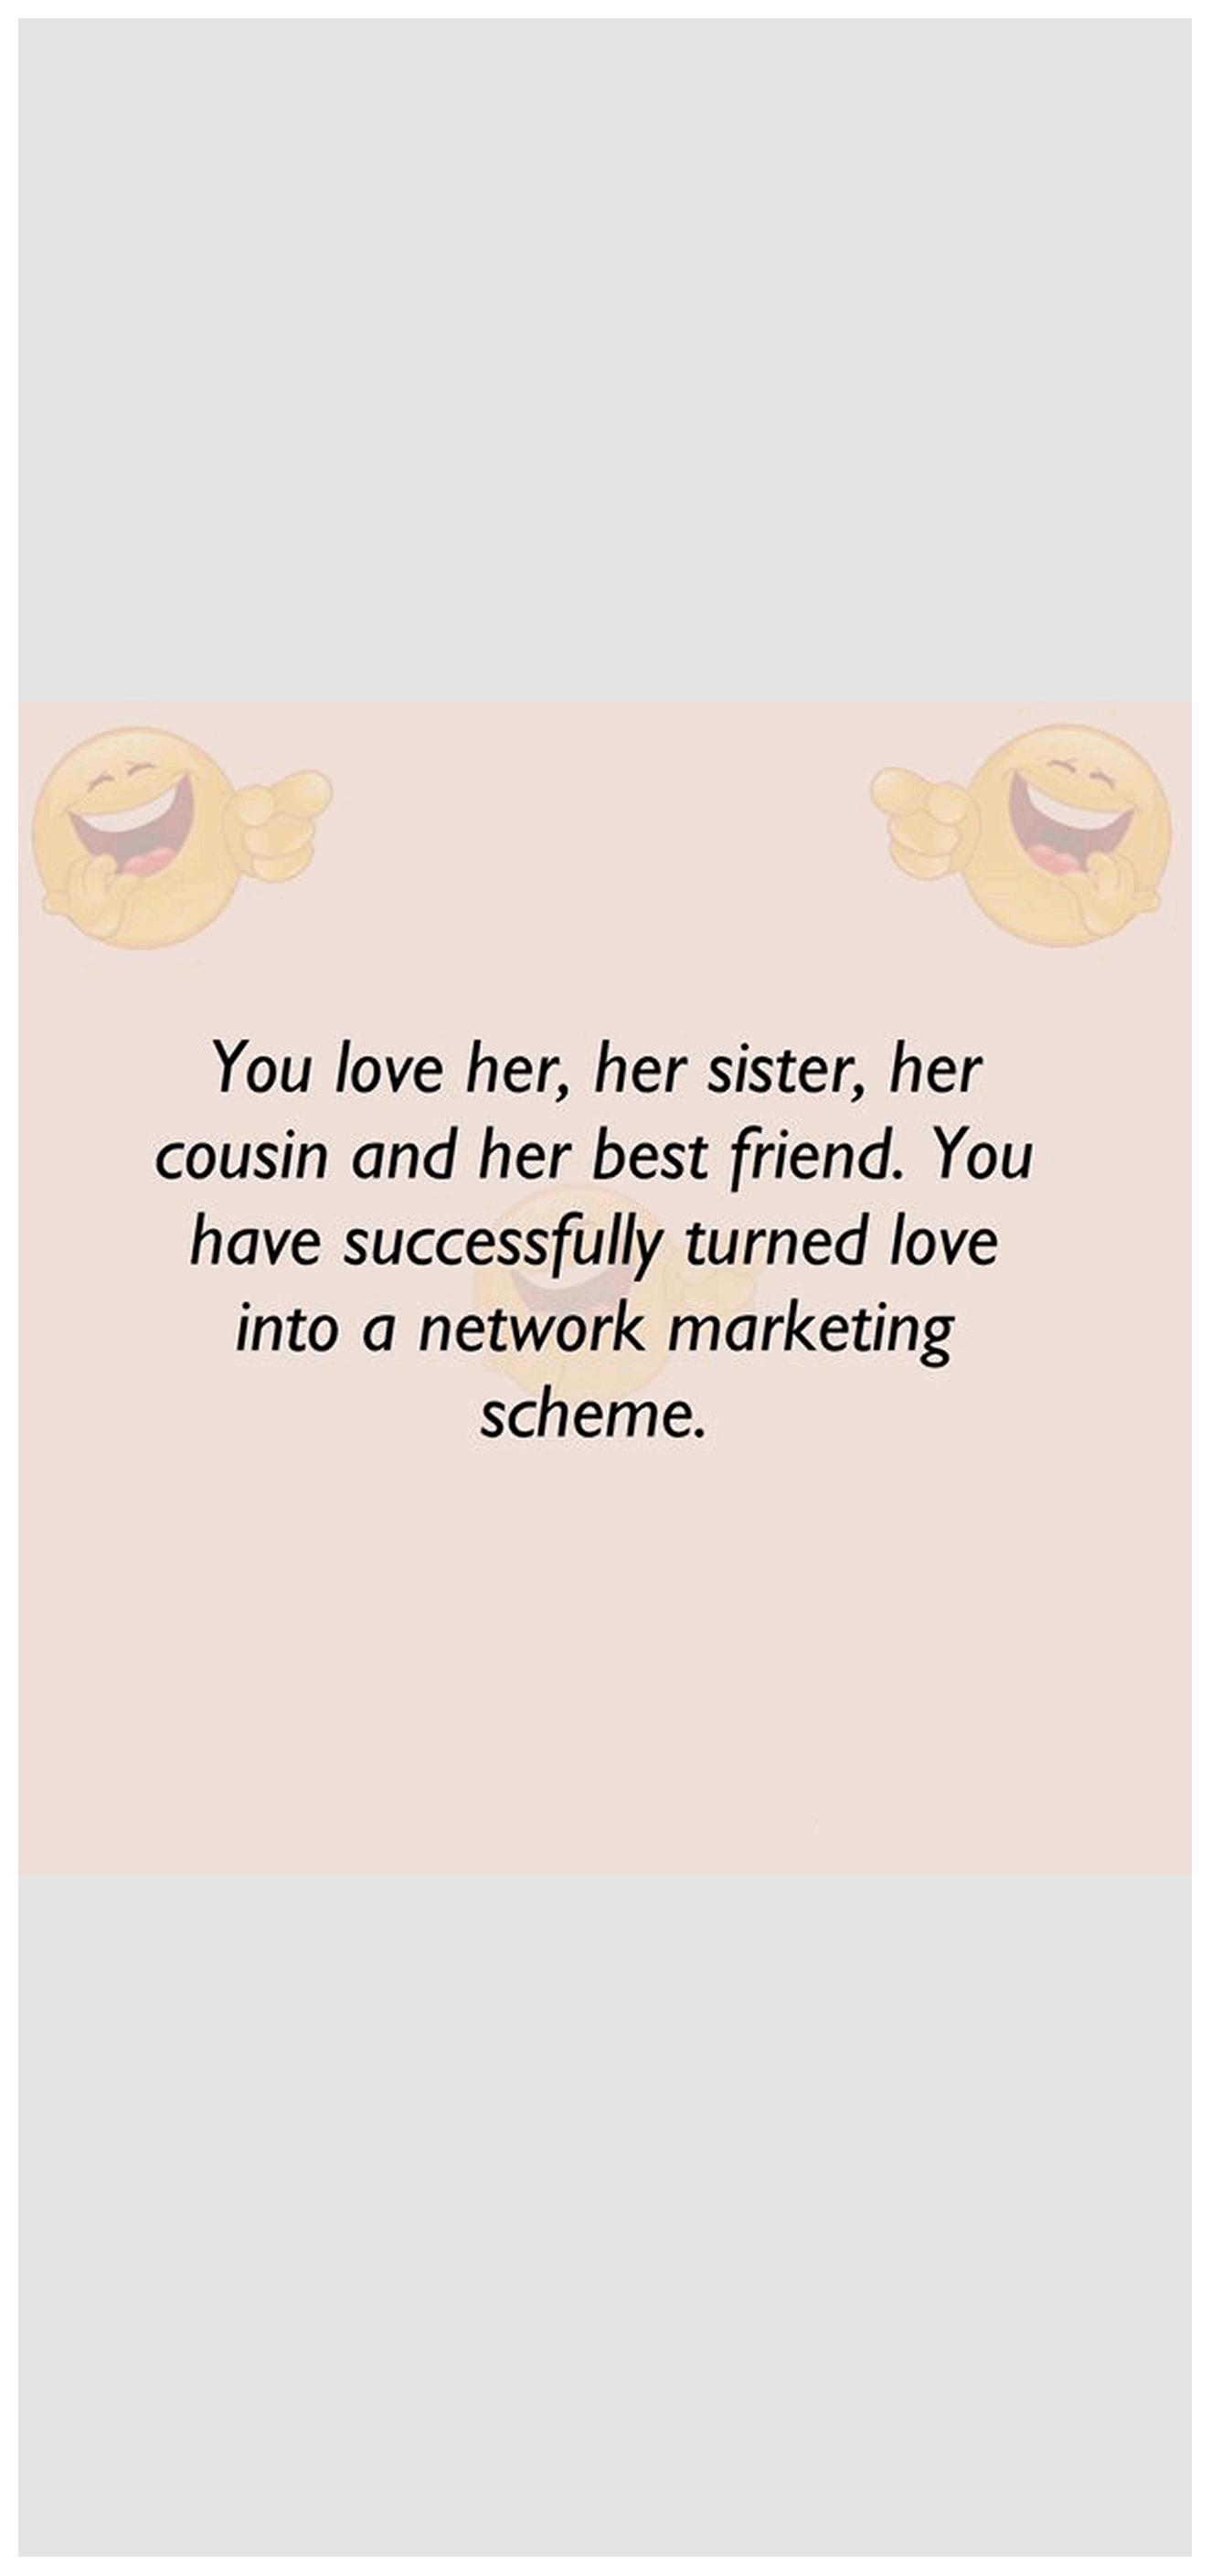 You love her, her sister, her
cousin and her best friend. You
have successfully turned love
into a network marketing
scheme.